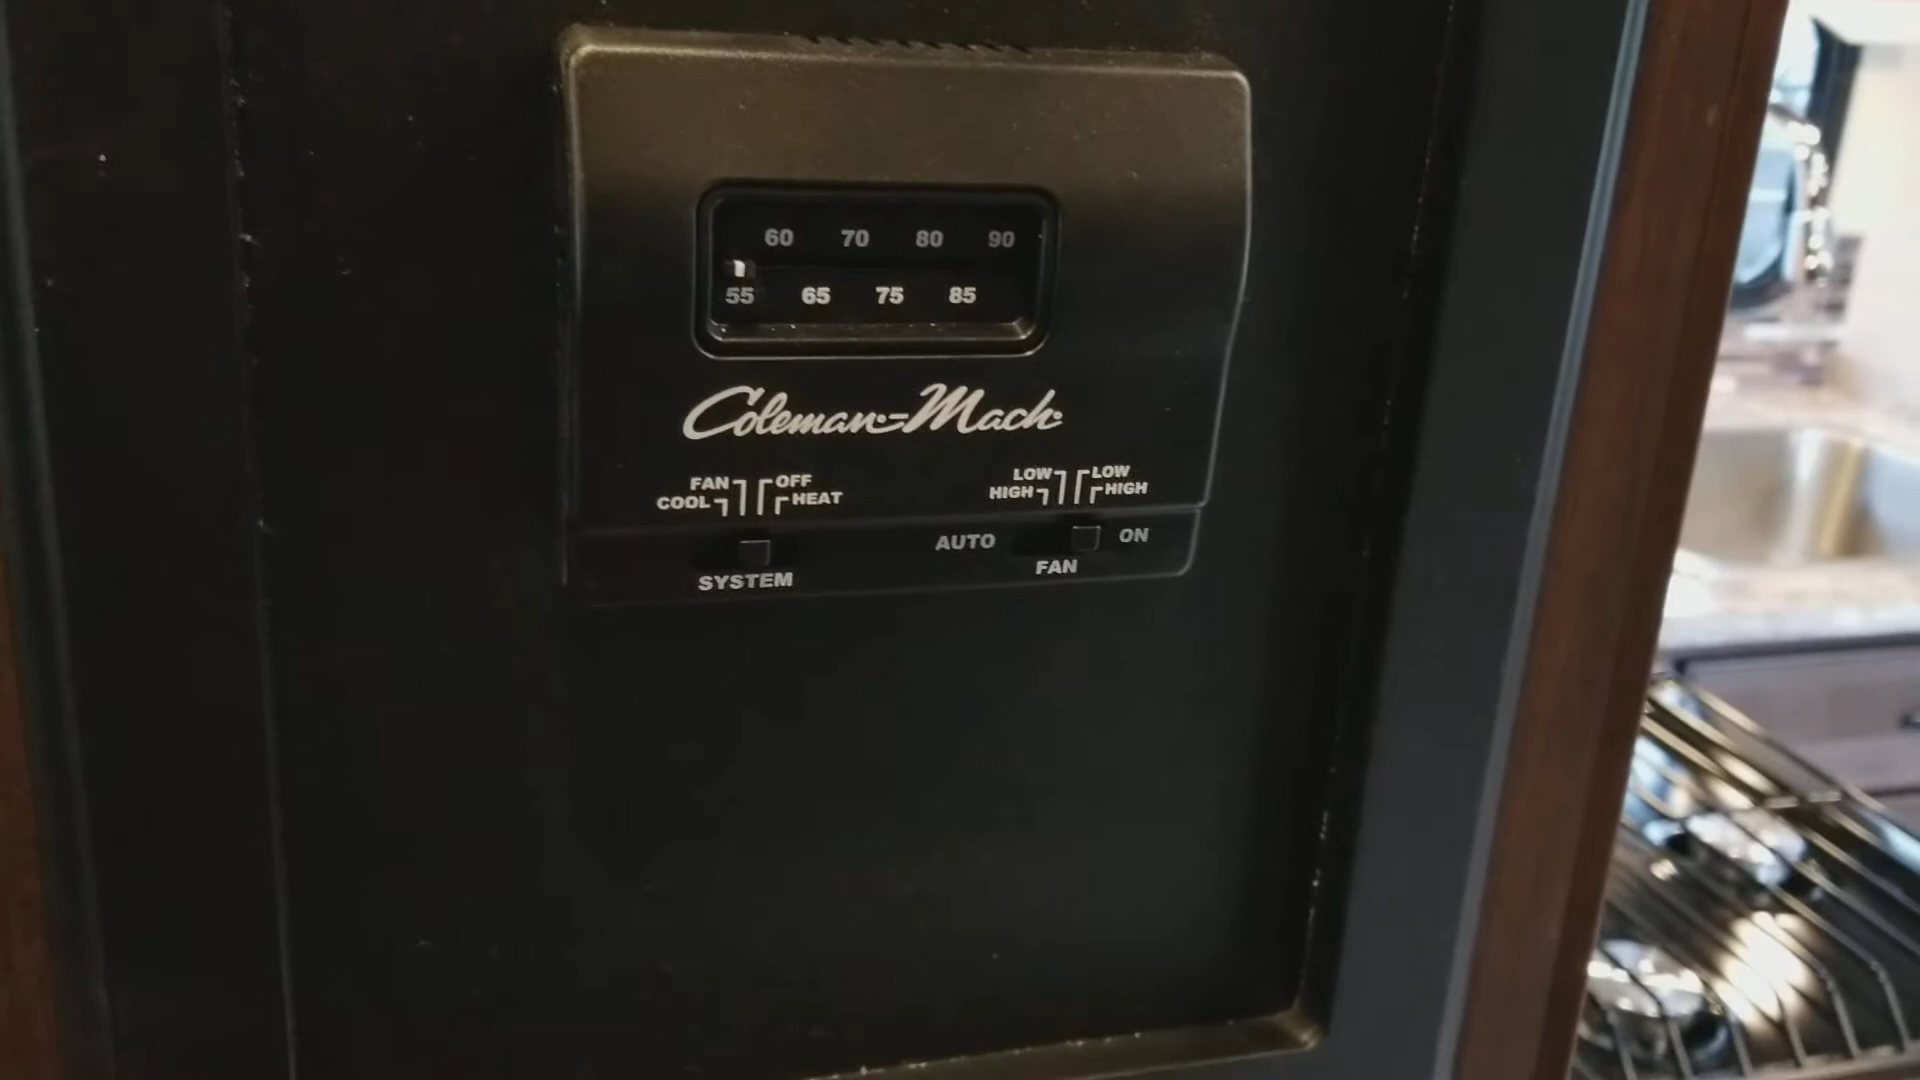 60 70 80 90
55 65 75 85
Coleman-Mach
FAN OFF
COOL HEAT
LOW LOW
HIGH HIGH
AUTO ON
SYSTEM
FAN